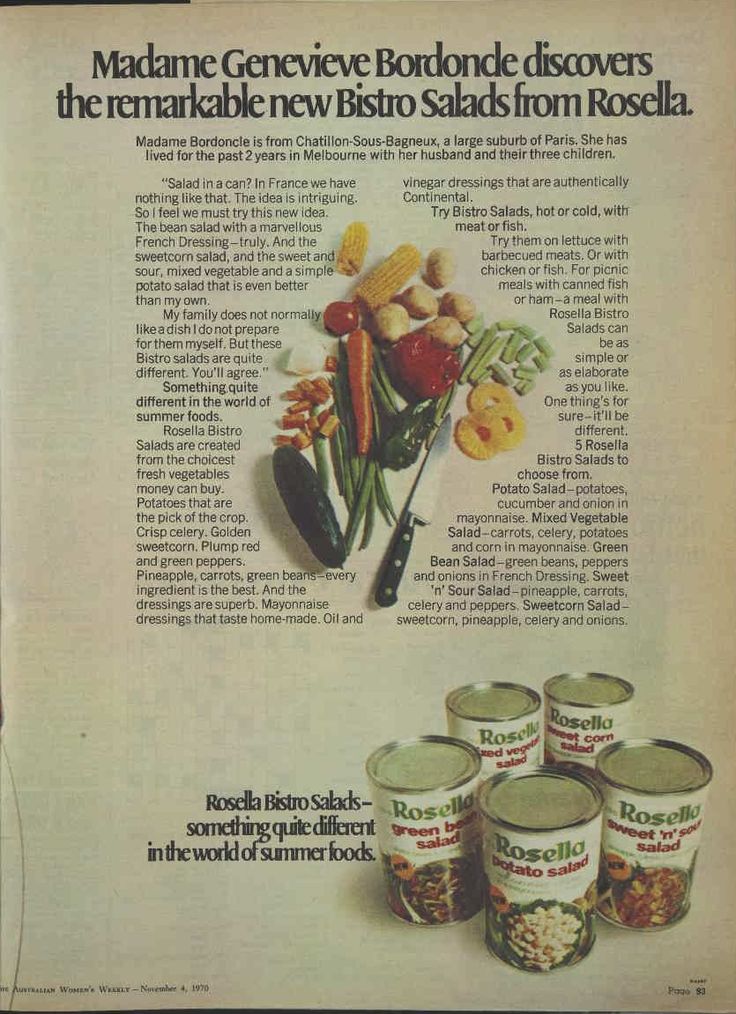 Madame Genevieve Bordoncle discovers
the remarkable new Bistro Salads from Rosella.
Madame Bordoncle is from Chatillon-Sous-Bagneux, a large suburb of Paris. She has
lived for the past 2 years in Melbourne with her husband and their three children.
"Salad in a can? In France we have
nothing like that. The idea is intriguing.
So I feel we must try this new idea.
The bean salad with a marvellous
French Dressing—truly. And the
sweetcorn salad, and the sweet and
sour, mixed vegetable and a simple
potato salad that is even better
than my own.
My family does not normally
like a dish I do not prepare
for them myself. But these
Bistro salads are quite
different. You'll agree."
Something quite
different in the world of
summer foods.
Rosella Bistro
Salads are created
from the choicest
fresh vegetables
money can buy.
Potatoes that are
the pick of the crop.
Crisp celery. Golden
sweetcorn. Plump red
and green peppers.
Pineapple, carrots, green beans—every
ingredient is the best. And the
dressings are superb. Mayonnaise
dressings that taste home-made. Oil and
vinegar dressings that are authentically
Continental.
Try Bistro Salads, hot or cold, with
meat or fish.
Try them on lettuce with
barbecued meats. Or with
chicken or fish. For picnic
meals with canned fish
or ham—a meal with
Rosella Bistro
Salads can
be as
simple or
as elaborate
as you like.
One thing's for
sure—it'll be
different.
5 Rosella
Bistro Salads to
choose from.
Potato Salad—potatoes,
cucumber and onion in
mayonnaise. Mixed Vegetable
Salad—carrots, celery, potatoes
and corn in mayonnaise. Green
Bean Salad—green beans, peppers
and onions in French Dressing. Sweet
'n' Sour Salad—pineapple, carrots,
celery and peppers. Sweetcorn Salad—
sweetcorn, pineapple, celery and onions.
Rosella Bistro Salads—
something quite different
in the world of summer foods.
Rosella
mixed vegetable
salad
Rosella
sweet corn
salad
Rosella
green bean
salad
NEW
Rosella
potato salad
NEW
Rosella
sweet 'n' sour
salad
NEW
THE AUSTRALIAN WOMEN'S WEEKLY — November 4, 1970
Page 93